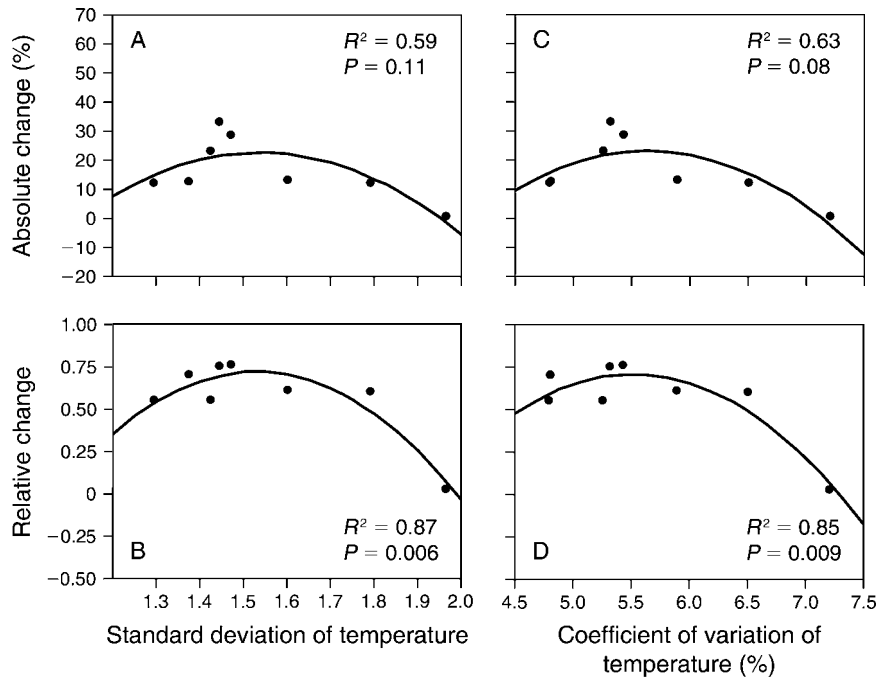 70
60
50
40
30
20
10
0
−10
−20
Absolute change (%)
A
R² = 0.59
P = 0.11
C
R² = 0.63
P = 0.08
1.00
0.75
0.50
0.25
0
−0.25
−0.50
Relative change
B
R² = 0.87
P = 0.006
D
R² = 0.85
P = 0.009
1.3 1.4 1.5 1.6 1.7 1.8 1.9 2.0
4.5 5.0 5.5 6.0 6.5 7.0 7.5
Standard deviation of temperature
Coefficient of variation of
temperature (%)